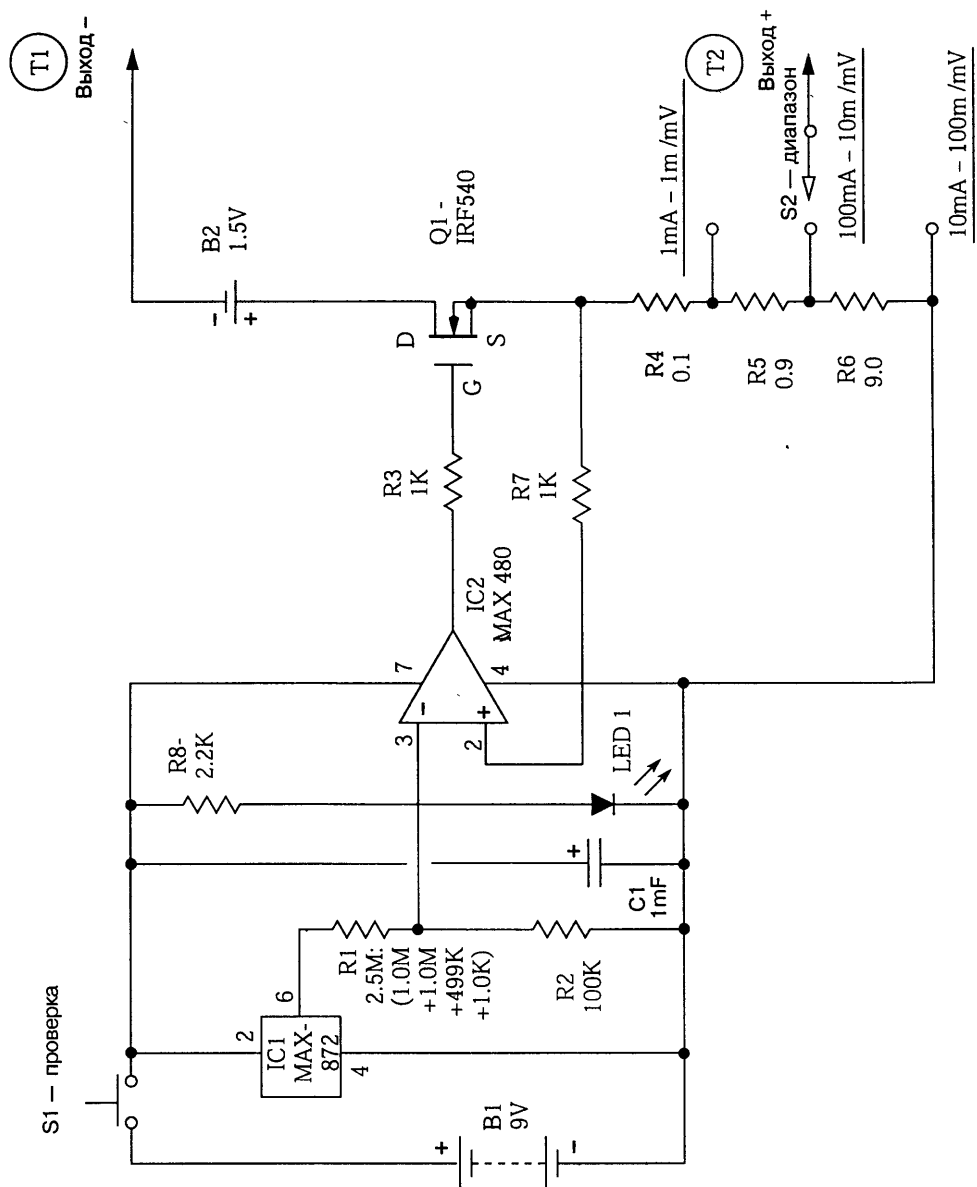 S1 — проверка
B1
9V
+
−
IC1
MAX-
872
2
6
4
R1
2.5M:
(1.0M
+1.0M
+499K
+1.0K)
R2
100K
C1
1mF
+
R8-
2.2K
LED 1
3
2
7
4
−
+
IC2
MAX 480
R3
1K
R7
1K
G
D
S
Q1 -
IRF540
B2
1.5V
-
+
T1
Выход –
R4
0.1
R5
0.9
R6
9.0
1mA – 1m /mV
T2
Выход +
S2 — диапазон
100mA – 10m /mV
10mA – 100m /mV